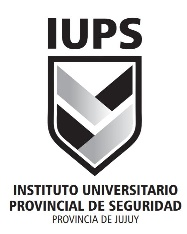 IUPS
INSTITUTO UNIVERSITARIO
PROVINCIAL DE SEGURIDAD
PROVINCIA DE JUJUY